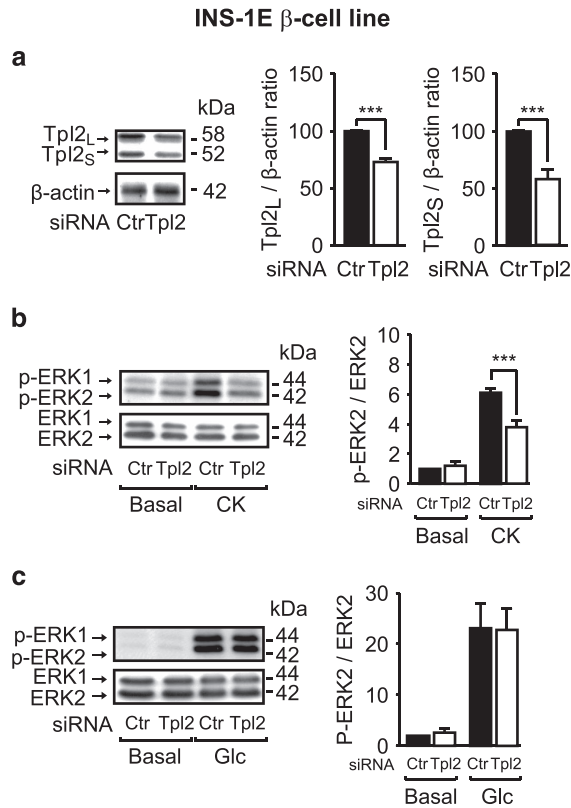 INS-1E β-cell line
a
kDa
Tpl2L → - 58
Tpl2S → - 52
β-actin → - 42
siRNA CtrTpl2
Tpl2L / β-actin ratio
150
100
50
0
***
siRNA Ctr Tpl2
Tpl2S / β-actin ratio
150
100
50
0
***
siRNA Ctr Tpl2
b
kDa
p-ERK1 → - 44
p-ERK2 → - 42
ERK1 → - 44
ERK2 → - 42
siRNA Ctr Tpl2 Ctr Tpl2
Basal CK
p-ERK2 / ERK2
10
8
6
4
2
0
***
siRNA Ctr Tpl2 Ctr Tpl2
Basal CK
c
kDa
p-ERK1 → - 44
p-ERK2 → - 42
ERK1 → - 44
ERK2 → - 42
siRNA Ctr Tpl2 Ctr Tpl2
Basal Glc
P-ERK2 / ERK2
30
20
10
0
siRNA Ctr Tpl2 Ctr Tpl2
Basal Glc